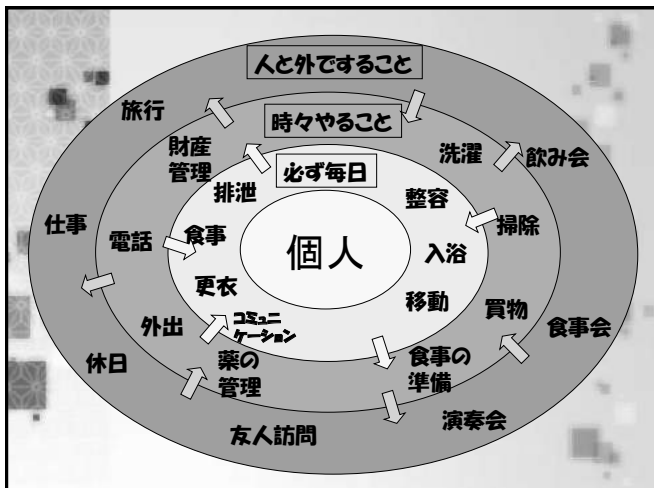 人と外ですること
旅行
時々やること
財産
管理
洗濯
飲み会
必ず毎日
排泄
整容
仕事
電話
食事
個人
入浴
掃除
更衣
移動
買物
食事会
外出
コミュニ
ケーション
休日
薬の
管理
食事の
準備
友人訪問
演奏会